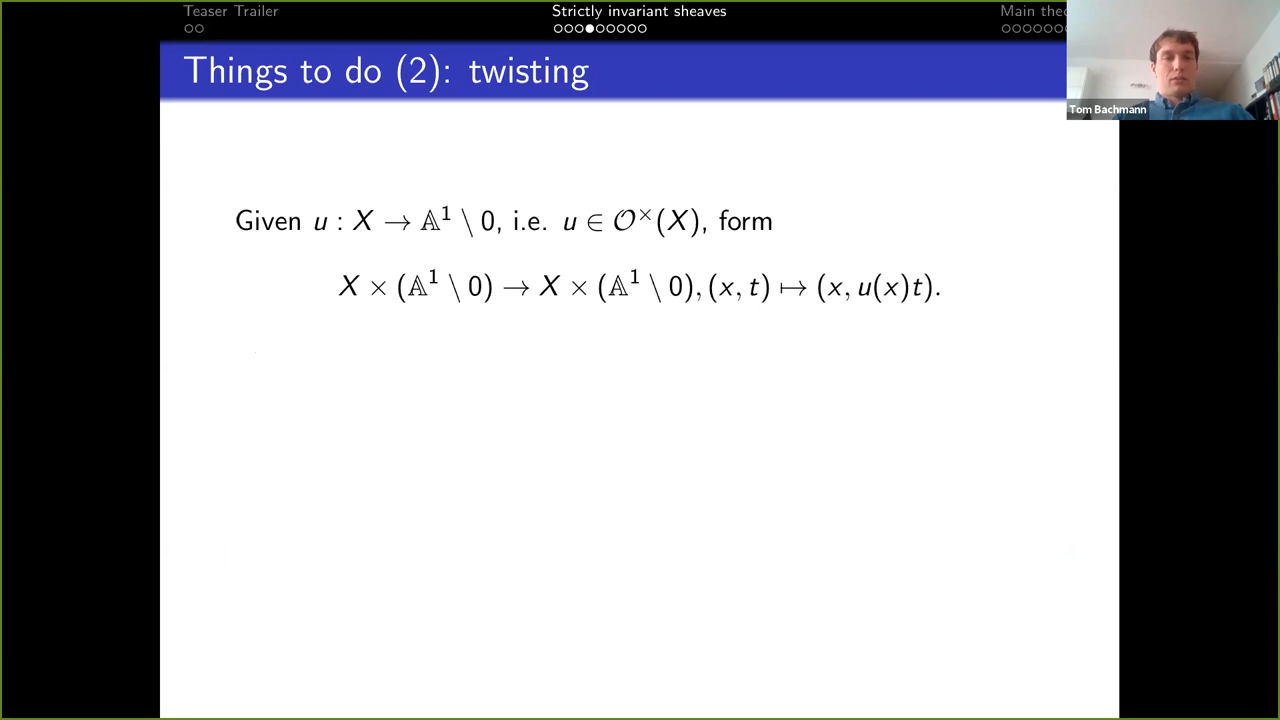 Teaser Trailer
Strictly invariant sheaves
Main theo
Things to do (2): twisting
Tom Bachmann
Given u : X → 𝔸¹ \ 0, i.e. u ∈ 𝒪×(X), form
X × (𝔸¹ \ 0) → X × (𝔸¹ \ 0), (x, t) ↦ (x, u(x)t).